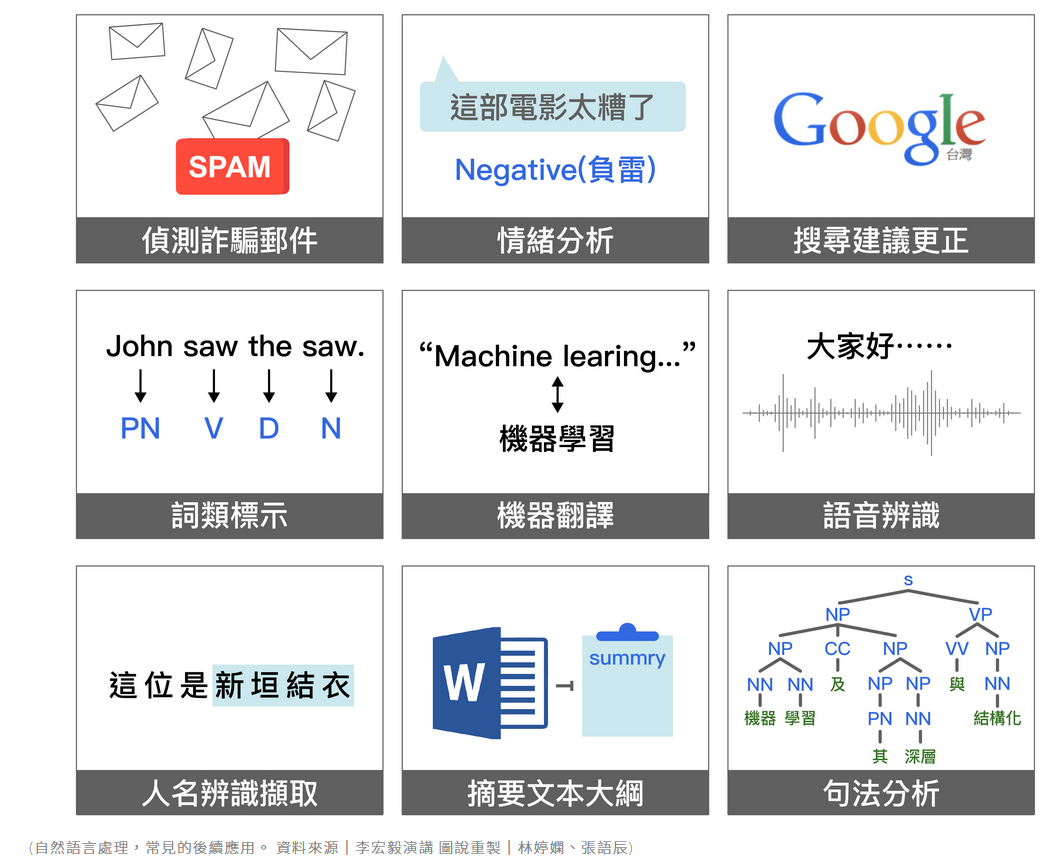 SPAM
偵測詐騙郵件
這部電影太糟了
Negative(負雷)
情緒分析
Google
台灣
搜尋建議更正
John saw the saw.
PN V D N
詞類標示
“Machine learing...”
機器學習
機器翻譯
大家好⋯⋯
語音辨識
這位是新垣結衣
人名辨識擷取
W
summry
摘要文本大綱
s
NP VP
NP CC NP VV NP
NN NN 及 NP NP 與 NN
機器 學習 PN NN 結構化
其 深層
句法分析
(自然語言處理，常見的後續應用。 資料來源｜李宏毅演講 圖說重製｜林婷嫻、張語辰)